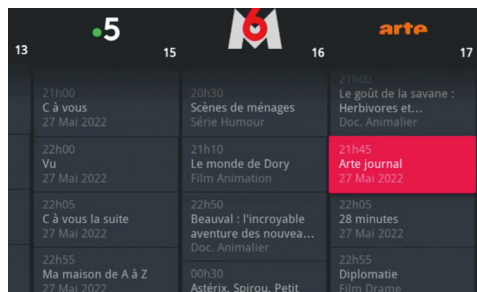 5
M6
arte
13
15
16
17
21h00
C à vous
27 Mai 2022
22h00
Vu
27 Mai 2022
22h05
C à vous la suite
27 Mai 2022
22h55
Ma maison de A à Z
27 Mai 2022
20h30
Scènes de ménages
Série Humour
21h10
Le monde de Dory
Film Animation
22h50
Beauval : l'incroyable
aventure des nouvea...
Doc. Animalier
00h30
Astérix, Spirou, Petit
21h00
Le goût de la savane :
Herbivores et...
Doc. Animalier
21h45
Arte journal
27 Mai 2022
22h05
28 minutes
27 Mai 2022
22h55
Diplomatie
Film Drame